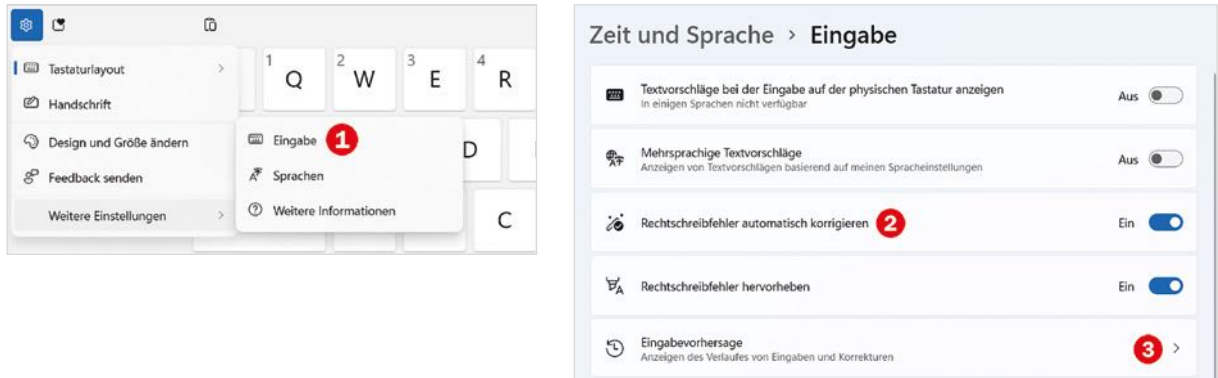 Tastaturlayout
Handschrift
Design und Größe ändern
Feedback senden
Weitere Einstellungen
1
Q
2
W
3
E
4
R
D
C
Eingabe 1
Sprachen
Weitere Informationen
Zeit und Sprache > Eingabe
Textvorschläge bei der Eingabe auf der physischen Tastatur anzeigen
In einigen Sprachen nicht verfügbar
Aus
Mehrsprachige Textvorschläge
Anzeigen von Textvorschlägen basierend auf meinen Spracheinstellungen
Aus
Rechtschreibfehler automatisch korrigieren 2
Ein
Rechtschreibfehler hervorheben
Ein
Eingabevorhersage
Anzeigen des Verlaufes von Eingaben und Korrekturen
3